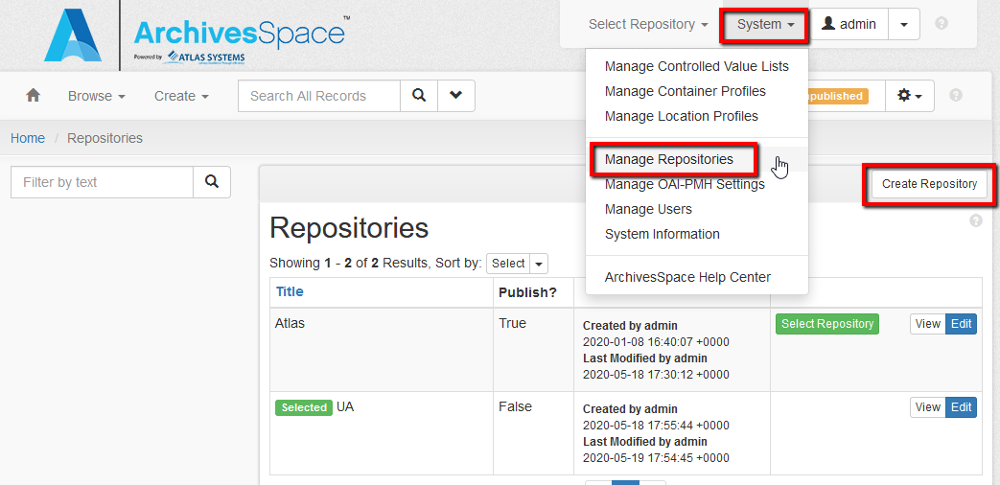 ArchivesSpace™
Powered by ATLAS SYSTEMS
Select Repository
System
admin
Manage Controlled Value Lists
Manage Container Profiles
Manage Location Profiles
Manage Repositories
Manage OAI-PMH Settings
Manage Users
System Information
ArchivesSpace Help Center
Browse
Create
Search All Records
published
Home / Repositories
Filter by text
Create Repository
Repositories
Showing 1 - 2 of 2 Results, Sort by: Select
Title Publish?
Atlas True Created by admin Select Repository View Edit
2020-01-08 16:40:07 +0000
Last Modified by admin
2020-05-18 17:30:12 +0000
Selected UA False Created by admin View Edit
2020-05-18 17:55:44 +0000
Last Modified by admin
2020-05-19 17:54:45 +0000